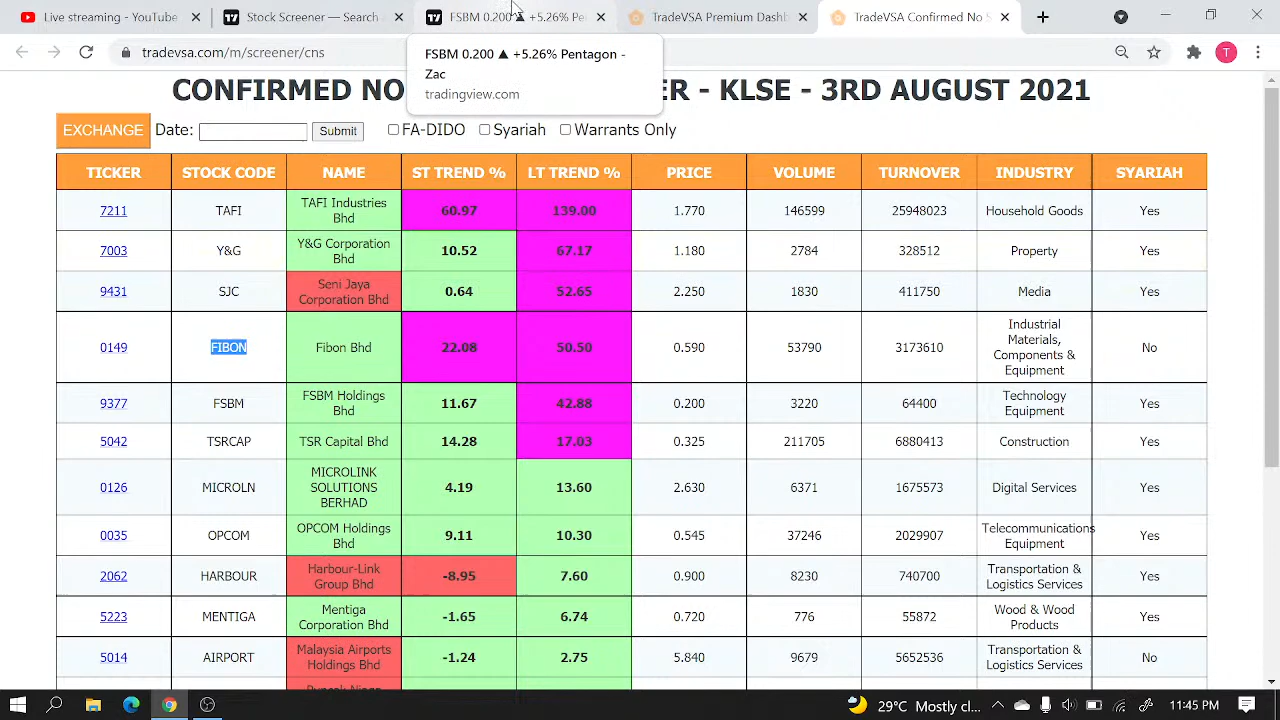 Live streaming - YouTube
Stock Screener — Search
FSBM 0.200 ▲ +5.26% Pe
TradeVSA Premium Dashb
TradeVSA Confirmed No S
tradevsa.com/m/screener/cns
T
FSBM 0.200 ▲ +5.26% Pentagon -
Zac
tradingview.com
CONFIRMED NO ER - KLSE - 3RD AUGUST 2021
EXCHANGE Date: Submit FA-DIDO Syariah Warrants Only
TICKER STOCK CODE NAME ST TREND % LT TREND % PRICE VOLUME TURNOVER INDUSTRY SYARIAH
7211 TAFI TAFI Industries Bhd 60.97 139.00 1.770 146599 25948023 Household Goods Yes
7003 Y&G Y&G Corporation Bhd 10.52 67.17 1.180 2784 328512 Property Yes
9431 SJC Seni Jaya Corporation Bhd 0.64 52.65 2.250 1830 411750 Media Yes
0149 FIBON Fibon Bhd 22.08 50.50 0.590 53790 3173610 Industrial Materials, Components & Equipment No
9377 FSBM FSBM Holdings Bhd 11.67 42.88 0.200 3220 64400 Technology Equipment Yes
5042 TSRCAP TSR Capital Bhd 14.28 17.03 0.325 211705 6880413 Construction Yes
0126 MICROLN MICROLINK SOLUTIONS BERHAD 4.19 13.60 2.630 6371 1675573 Digital Services Yes
0035 OPCOM OPCOM Holdings Bhd 9.11 10.30 0.545 37246 2029907 Telecommunications Equipment Yes
2062 HARBOUR Harbour-Link Group Bhd -8.95 7.60 0.900 8230 740700 Transportation & Logistics Services Yes
5223 MENTIGA Mentiga Corporation Bhd -1.65 6.74 0.720 776 55872 Wood & Wood Products Yes
5014 AIRPORT Malaysia Airports Holdings Bhd -1.24 2.75 5.840 9679 5652536 Transportation & Logistics Services No
29°C Mostly cl... 11:45 PM